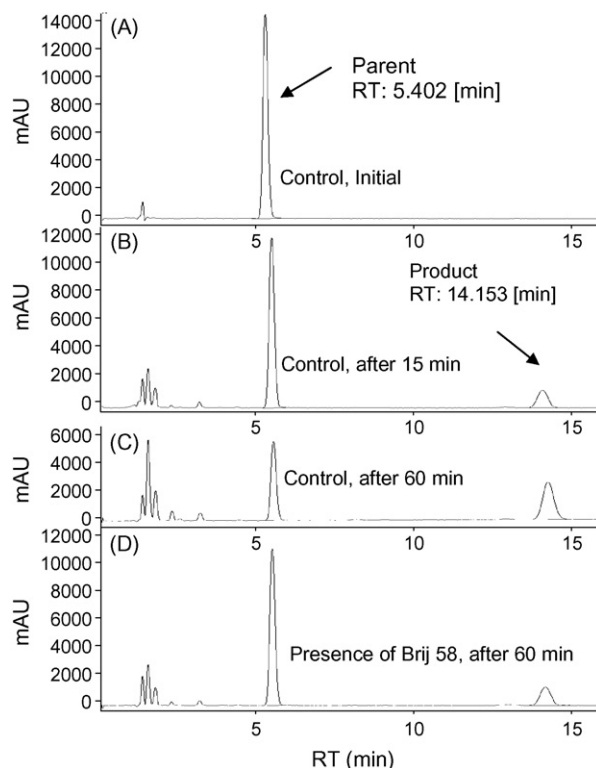 (A)
mAU
14000
12000
10000
8000
6000
4000
2000
0
Parent
RT: 5.402 [min]
Control, Initial
5
10
15
(B)
mAU
12000
10000
8000
6000
4000
2000
0
Product
RT: 14.153 [min]
Control, after 15 min
5
10
15
(C)
mAU
6000
4000
2000
0
Control, after 60 min
5
10
15
(D)
mAU
12000
10000
8000
6000
4000
2000
0
Presence of Brij 58, after 60 min
5
10
15
RT (min)